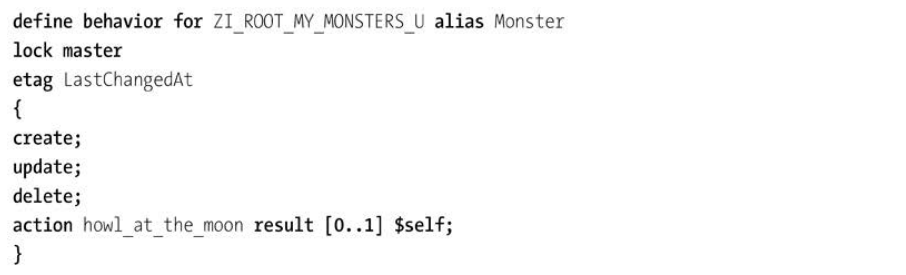 define behavior for ZI_ROOT_MY_MONSTERS_U alias Monster
lock master
etag LastChangedAt
{
create;
update;
delete;
action howl_at_the_moon result [0..1] $self;
}